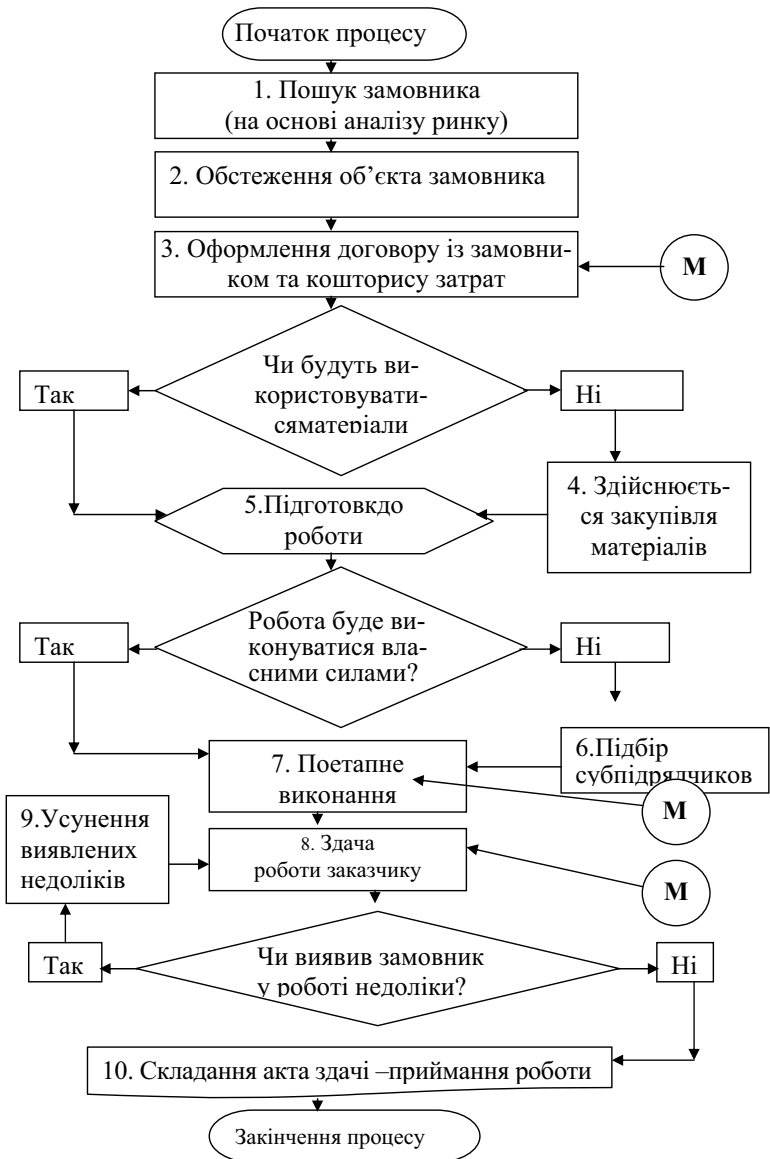 Початок процесу
1. Пошук замовника
(на основі аналізу ринку)
2. Обстеження об’єкта замовника
3. Оформлення договору із замовни-
ком та кошторису затрат
М
Чи будуть ви-
користовувати-
сяматеріали
Так
Ні
4. Здійснюєть-
ся закупівля
матеріалів
5.Підготовкдо
роботи
Робота буде ви-
конуватися вла-
сними силами?
Так
Ні
6.Підбір
субпідрядчиков
7. Поетапне
виконання
М
9.Усунення
виявлених
недоліків
8. Здача
роботи заказчику
М
Чи виявив замовник
у роботі недоліки?
Так
Ні
10. Складання акта здачі –приймання роботи
Закінчення процесу